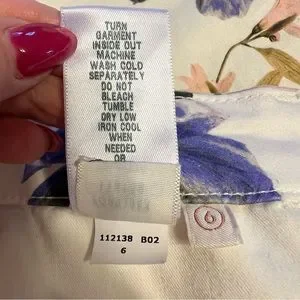 TURN
GARMENT
INSIDE OUT
MACHINE
WASH COLD
SEPARATELY
DO NOT
BLEACH
TUMBLE
DRY LOW
IRON COOL
WHEN
NEEDED
OR
112138 B02
6
6